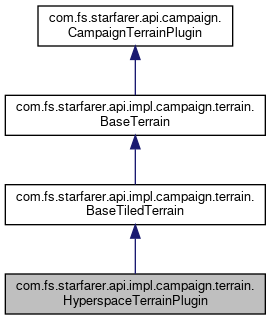 com.fs.starfarer.api.campaign.
CampaignTerrainPlugin
com.fs.starfarer.api.impl.campaign.terrain.
BaseTerrain
com.fs.starfarer.api.impl.campaign.terrain.
BaseTiledTerrain
com.fs.starfarer.api.impl.campaign.terrain.
HyperspaceTerrainPlugin